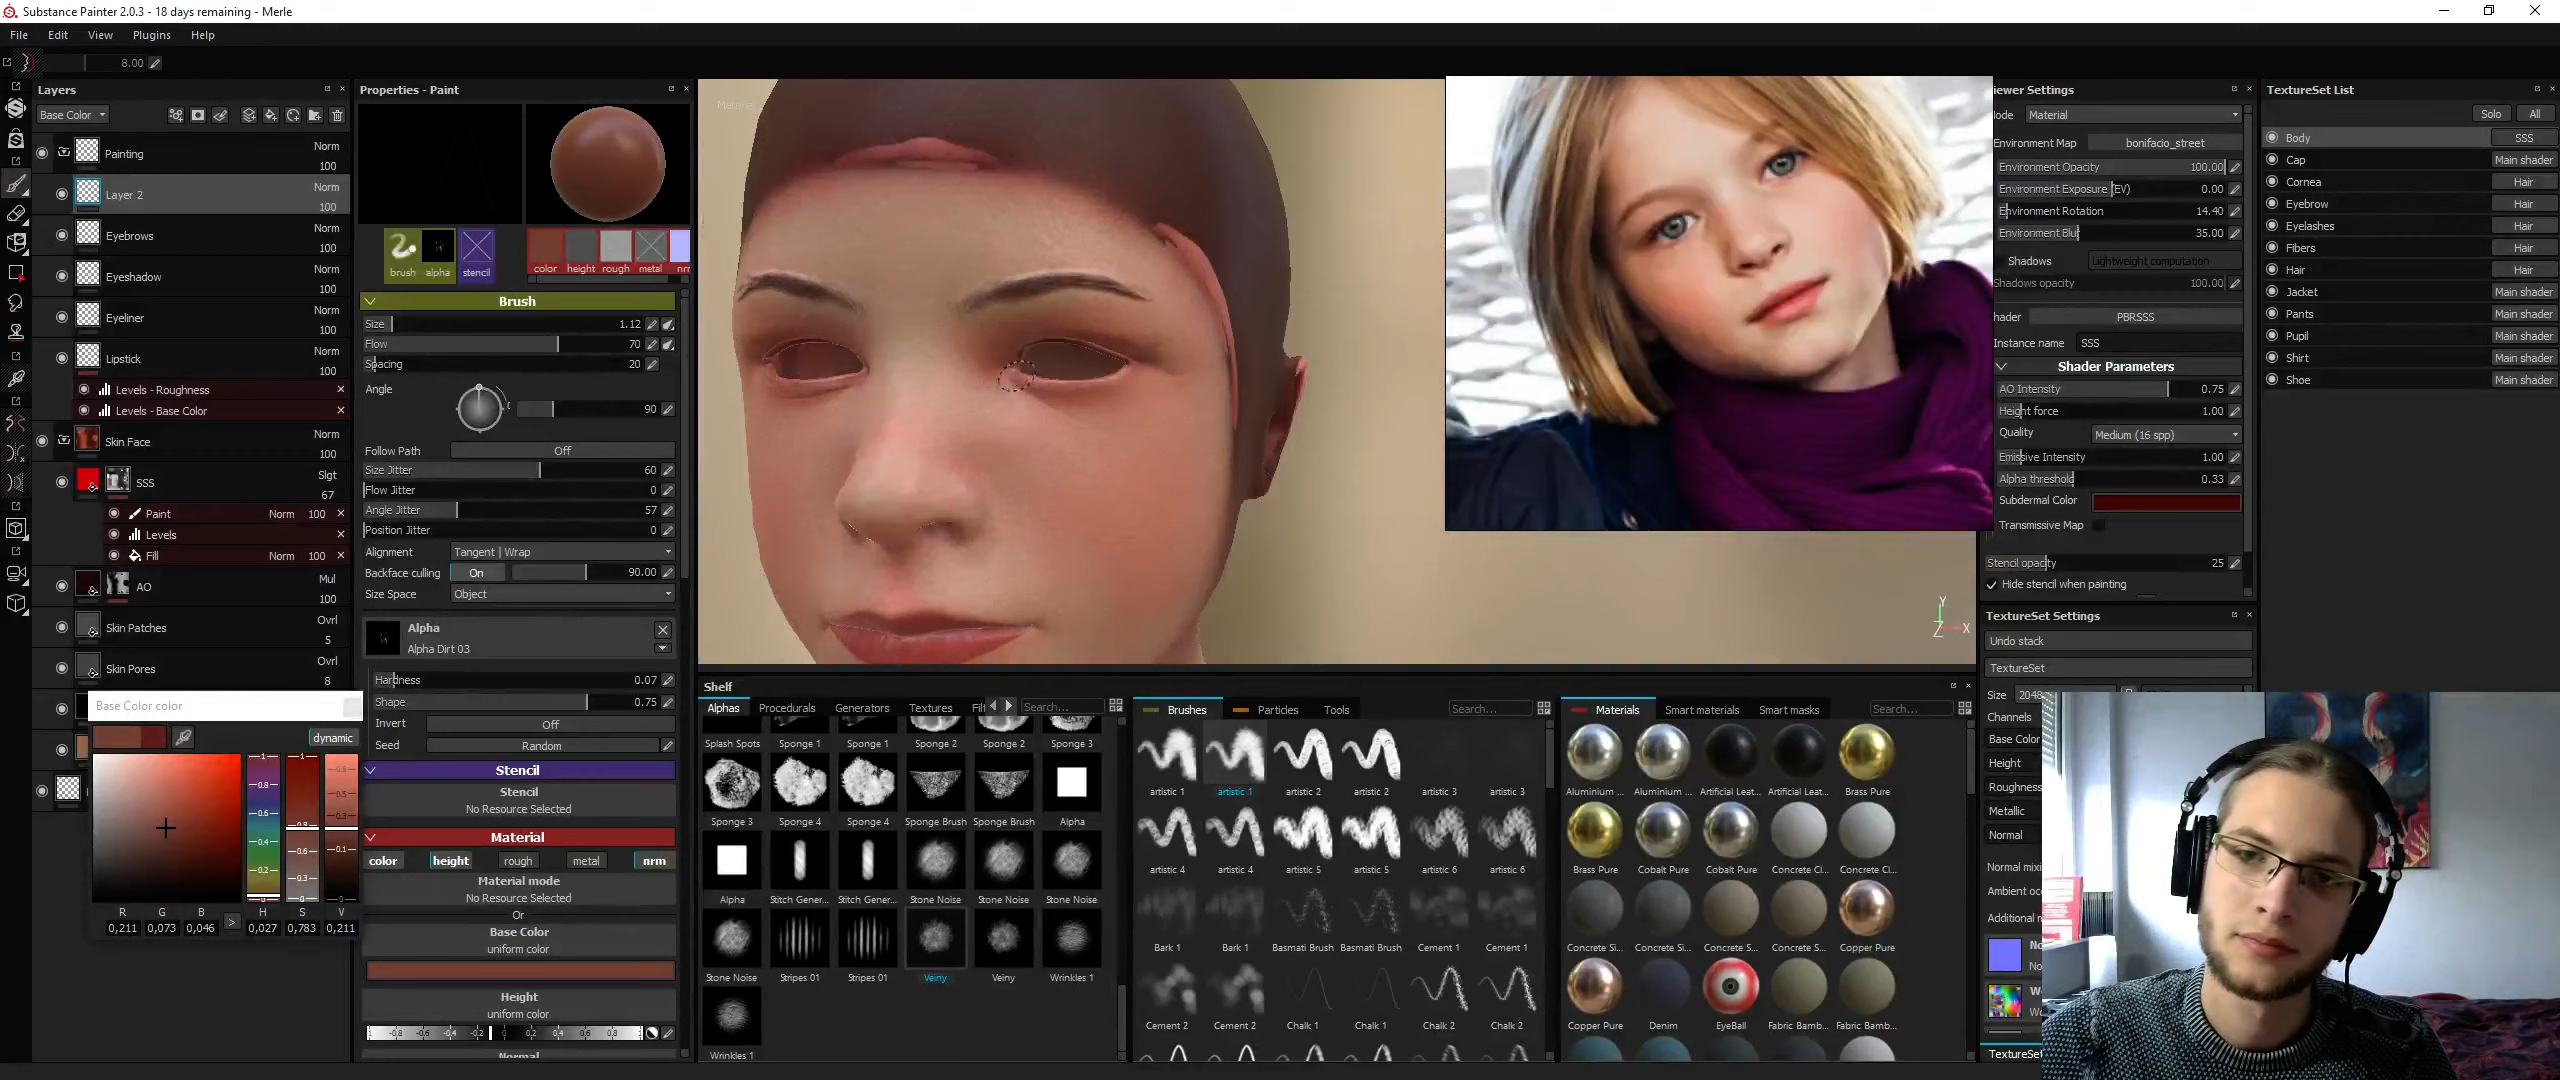 Substance Painter 2.0.3 - 18 days remaining - Merle
File Edit View Plugins Help
8.00
Layers
Base Color
Painting Norm 100
Layer 2 Norm 100
Eyebrows Norm 100
Eyeshadow Norm 100
Eyeliner Norm 100
Lipstick Norm 100
Levels - Roughness
Levels - Base Color
Skin Face Norm 100
SSS Slgt 67
Paint Norm 100
Levels
Fill Norm 100
AO Mul 100
Skin Patches Ovrl 5
Skin Pores Ovrl 8
Base Color color
dynamic
R G B H S V
0,211 0,073 0,046 > 0,027 0,783 0,211
Properties - Paint
brush alpha stencil color height rough metal nrm
Brush
Size 1.12
Flow 70
Spacing 20
Angle 90
Follow Path Off
Size Jitter 60
Flow Jitter 0
Angle Jitter 57
Position Jitter 0
Alignment Tangent | Wrap
Backface culling On 90.00
Size Space Object
Alpha
Alpha Dirt 03
Hardness 0.07
Shape 0.75
Invert Off
Seed Random
Stencil
Stencil
No Resource Selected
Material
color height rough metal nrm
Material mode
No Resource Selected
Or
Base Color
uniform color
Height
uniform color
Normal
Material
Y
Z X
Shelf
Alphas Procedurals Generators Textures Filt Search...
Splash Spots Sponge 1 Sponge 1 Sponge 2 Sponge 2 Sponge 3
Sponge 3 Sponge 4 Sponge 4 Sponge Brush Sponge Brush Alpha
Alpha Stitch Gener... Stitch Gener... Stone Noise Stone Noise Stone Noise
Stone Noise Stripes 01 Stripes 01 Veiny Veiny Wrinkles 1
Wrinkles 1
Brushes Particles Tools Search...
artistic 1 artistic 1 artistic 2 artistic 2 artistic 3 artistic 3
artistic 4 artistic 4 artistic 5 artistic 5 artistic 6 artistic 6
Bark 1 Bark 1 Basmati Brush Basmati Brush Cement 1 Cement 1
Cement 2 Cement 2 Chalk 1 Chalk 1 Chalk 2 Chalk 2
Materials Smart materials Smart masks Search...
Aluminium ... Aluminium ... Artificial Leat... Artificial Leat... Brass Pure
Brass Pure Cobalt Pure Cobalt Pure Concrete Cl... Concrete Cl...
Concrete Si... Concrete Si... Concrete S... Concrete S... Copper Pure
Copper Pure Denim EyeBall Fabric Bamb... Fabric Bamb...
iewer Settings
lode Material
Environment Map bonifacio_street
Environment Opacity 100.00
Environment Exposure (EV) 0.00
Environment Rotation 14.40
Environment Blur 35.00
Shadows Lightweight computation
Shadows opacity 100.00
hader PBRSSS
Instance name SSS
Shader Parameters
AO Intensity 0.75
Height force 1.00
Quality Medium (16 spp)
Emissive Intensity 1.00
Alpha threshold 0.33
Subdermal Color
Transmissive Map
Stencil opacity 25
Hide stencil when painting
TextureSet Settings
Undo stack
TextureSet
Size 2048
Channels
Base Color
Height
Roughness
Metallic
Normal
Normal mixi
Ambient occ
Additional m
No
No
Wo
Wo
TextureSet
TextureSet List
Solo All
Body SSS
Cap Main shader
Cornea Hair
Eyebrow Hair
Eyelashes Hair
Fibers Hair
Hair Hair
Jacket Main shader
Pants Main shader
Pupil Main shader
Shirt Main shader
Shoe Main shader